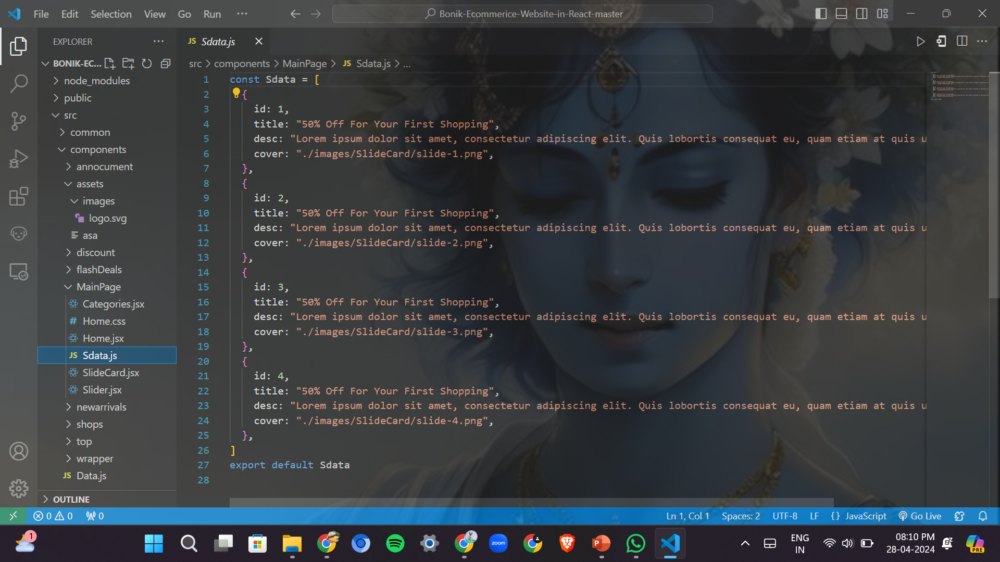 File Edit Selection View Go Run ···
Bonik-Ecommerice-Website-in-React-master
EXPLORER
JS Sdata.js
BONIK-EC...
src > components > MainPage > JS Sdata.js > ...
node_modules
public
src
common
components
annocument
assets
images
logo.svg
asa
discount
flashDeals
MainPage
Categories.jsx
# Home.css
Home.jsx
JS Sdata.js
SlideCard.jsx
Slider.jsx
newarrivals
shops
top
wrapper
JS Data.js
OUTLINE
1 const Sdata = [
2 {
3 id: 1,
4 title: "50% Off For Your First Shopping",
5 desc: "Lorem ipsum dolor sit amet, consectetur adipiscing elit. Quis lobortis consequat eu, quam etiam at quis u
6 cover: "./images/SlideCard/slide-1.png",
7 },
8 {
9 id: 2,
10 title: "50% Off For Your First Shopping",
11 desc: "Lorem ipsum dolor sit amet, consectetur adipiscing elit. Quis lobortis consequat eu, quam etiam at quis u
12 cover: "./images/SlideCard/slide-2.png",
13 },
14 {
15 id: 3,
16 title: "50% Off For Your First Shopping",
17 desc: "Lorem ipsum dolor sit amet, consectetur adipiscing elit. Quis lobortis consequat eu, quam etiam at quis u
18 cover: "./images/SlideCard/slide-3.png",
19 },
20 {
21 id: 4,
22 title: "50% Off For Your First Shopping",
23 desc: "Lorem ipsum dolor sit amet, consectetur adipiscing elit. Quis lobortis consequat eu, quam etiam at quis u
24 cover: "./images/SlideCard/slide-4.png",
25 },
26 ]
27 export default Sdata
28
0 0 0
Ln 1, Col 1 Spaces: 2 UTF-8 LF {} JavaScript Go Live
1
zoom
P
ENG
IN
08:10 PM
28-04-2024
PRE